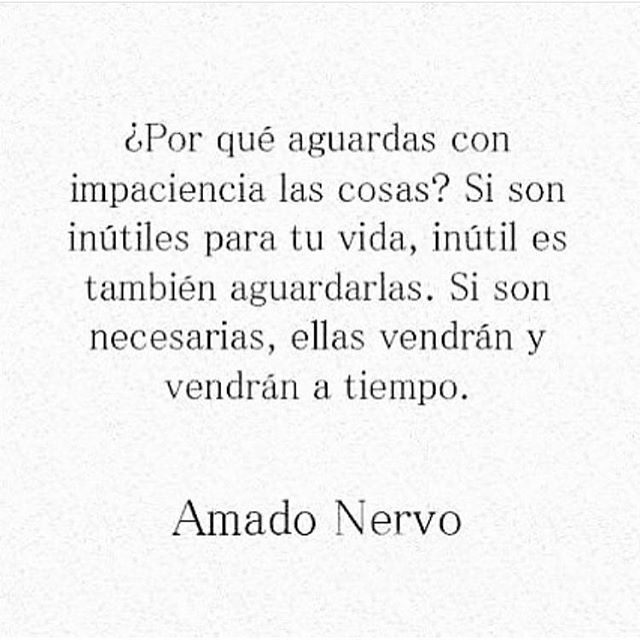 ¿Por qué aguardas con
impaciencia las cosas? Si son
inútiles para tu vida, inútil es
también aguardarlas. Si son
necesarias, ellas vendrán y
vendrán a tiempo.
Amado Nervo